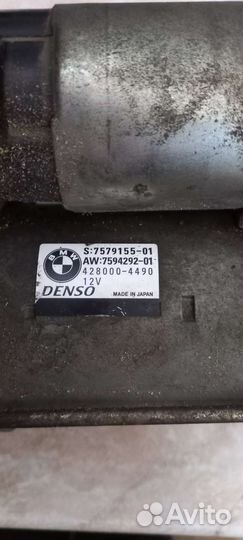 BMW
S:7579155-01
AW:7594292-01
428000-4490
12V
DENSO
MADE IN JAPAN
Avito